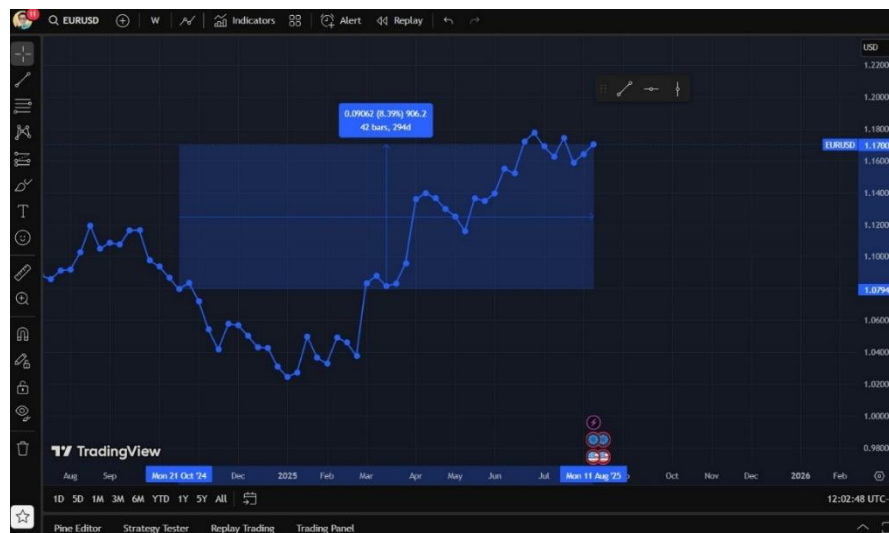 11
EURUSD
W
Indicators
Alert
Replay
USD
1.2200
1.2000
0.09062 (8.39%) 906.2
42 bars, 294d
1.1800
EURUSD 1.1700
1.1600
1.1400
1.1200
1.1000
1.0794
1.0600
1.0400
1.0200
1.0000
0.9800
TradingView
Aug Sep Mon 21 Oct '24 Dec 2025 Feb Mar Apr May Jun Jul Mon 11 Aug '25 Oct Nov Dec 2026 Feb
1D 5D 1M 3M 6M YTD 1Y 5Y All
12:02:48 UTC-
Pine Editor Strategy Tester Replay Trading Trading Panel